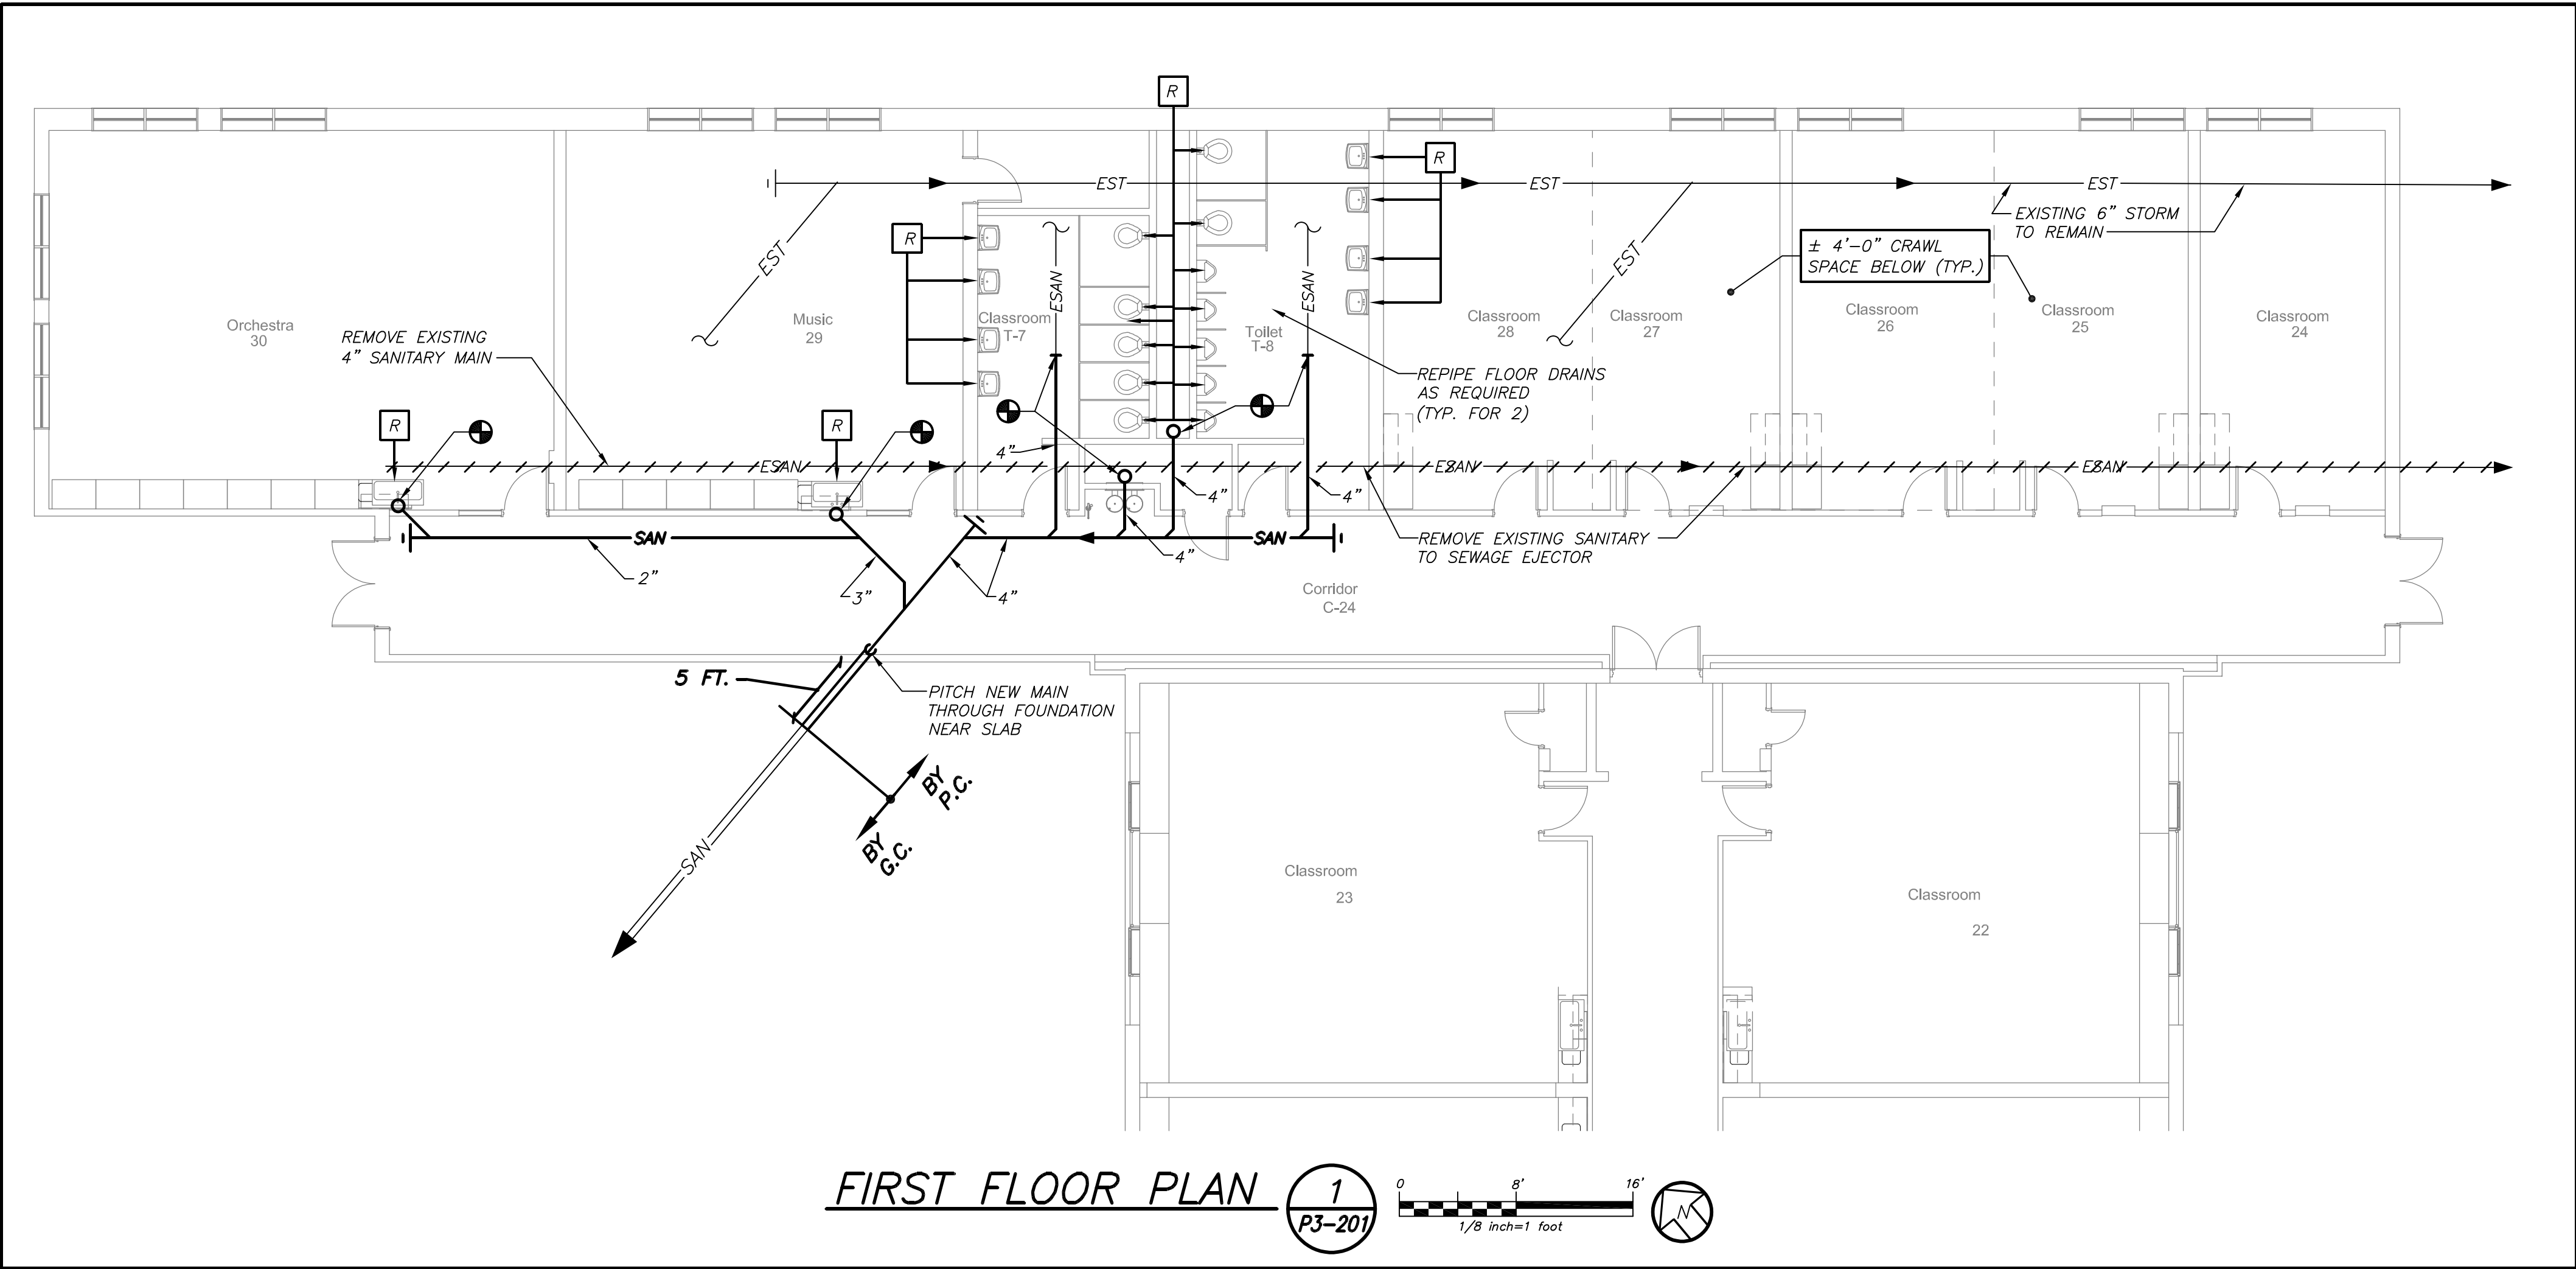 R
EST
EST
EST
EXISTING 6” STORM
TO REMAIN
R
R
± 4’-0” CRAWL
SPACE BELOW (TYP.)
EST
ESAN
ESAN
EST
Orchestra
30
Music
29
Classroom
T-7
Toilet
T-8
Classroom
28
Classroom
27
Classroom
26
Classroom
25
Classroom
24
REMOVE EXISTING
4” SANITARY MAIN
REPIPE FLOOR DRAINS
AS REQUIRED
(TYP. FOR 2)
R
R
4”
ESAN
ESAN
ESAN
4”
4”
SAN
SAN
REMOVE EXISTING SANITARY
TO SEWAGE EJECTOR
4”
2”
3”
4”
Corridor
C-24
5 FT.
PITCH NEW MAIN
THROUGH FOUNDATION
NEAR SLAB
BY
P.C.
BY
G.C.
SAN
Classroom
23
Classroom
22
FIRST FLOOR PLAN
1
P3-201
0 8’ 16’
1/8 inch=1 foot
N